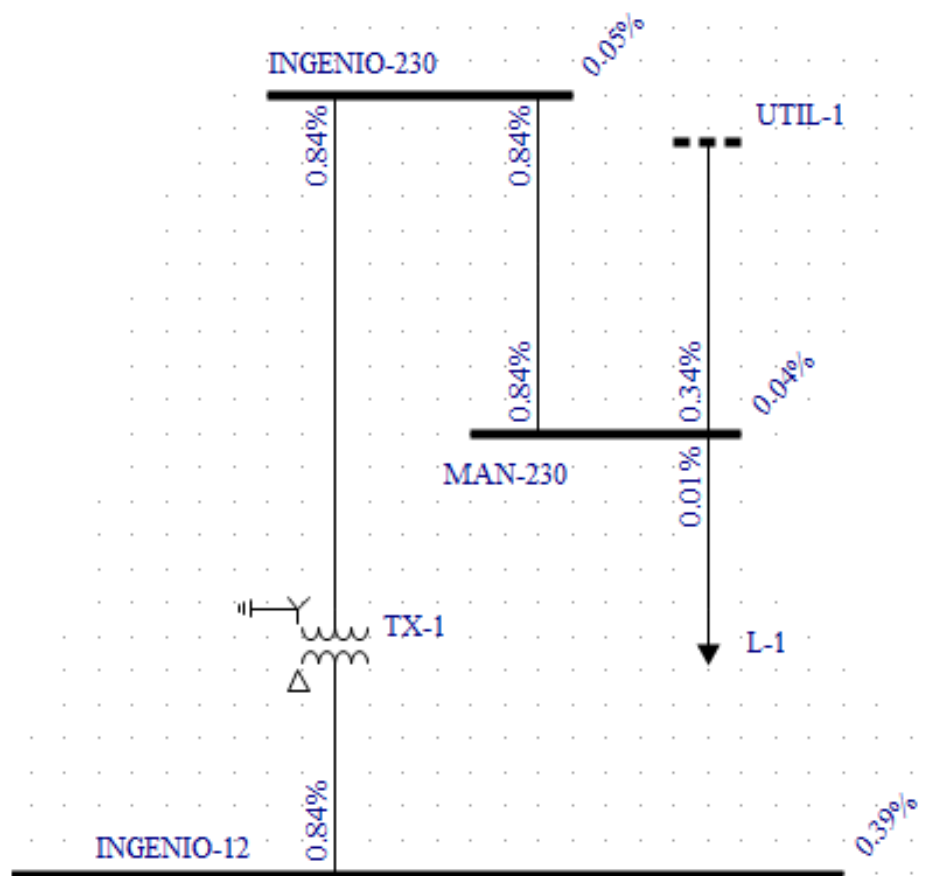 INGENIO-230
0.05%
0.84%
0.84%
UTIL-1
0.84%
0.34%
0.04%
MAN-230
0.01%
TX-1
L-1
0.84%
INGENIO-12
0.39%